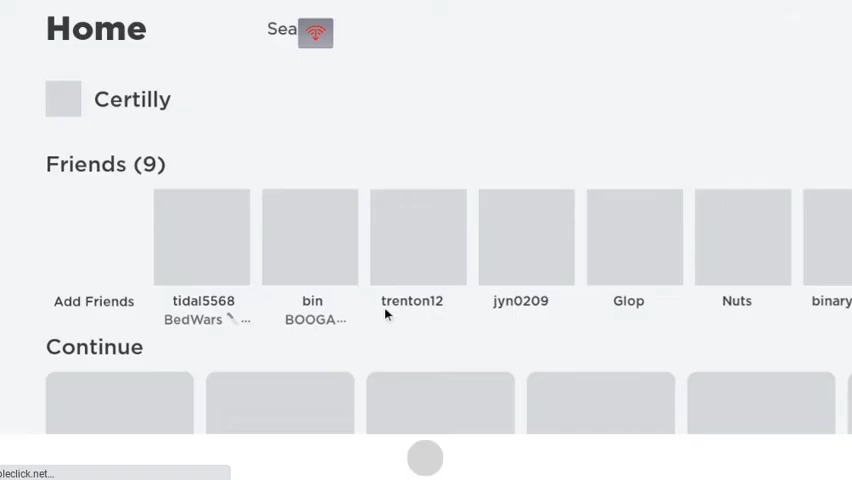 Home
Sea
Certilly
Friends (9)
Add Friends
tidal5568
BedWars 🔪...
bin
BOOGA...
trenton12
jyn0209
Glop
Nuts
binary
Continue
leclick.net...